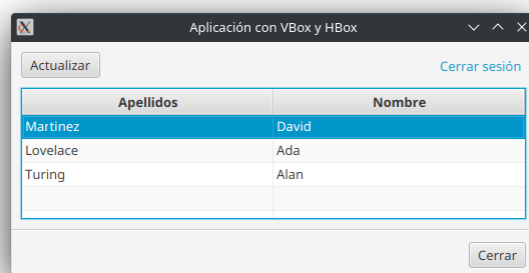 Aplicación con VBox y HBox
Actualizar Cerrar sesión
Apellidos Nombre
Martinez David
Lovelace Ada
Turing Alan
Cerrar